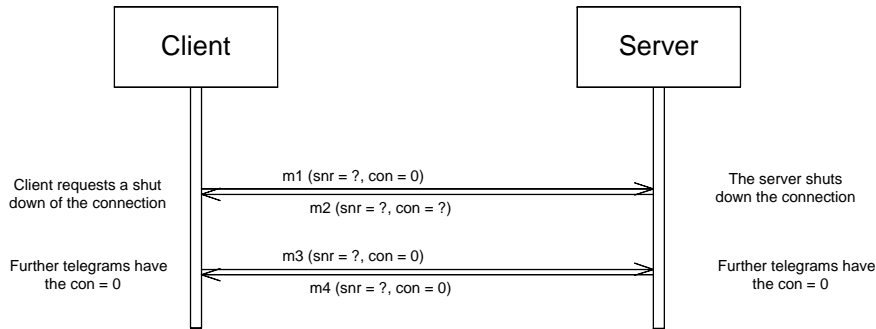 Client
Server
Client requests a shut
down of the connection
m1 (snr = ?, con = 0)
m2 (snr = ?, con = ?)
The server shuts
down the connection
Further telegrams have
the con = 0
m3 (snr = ?, con = 0)
m4 (snr = ?, con = 0)
Further telegrams have
the con = 0